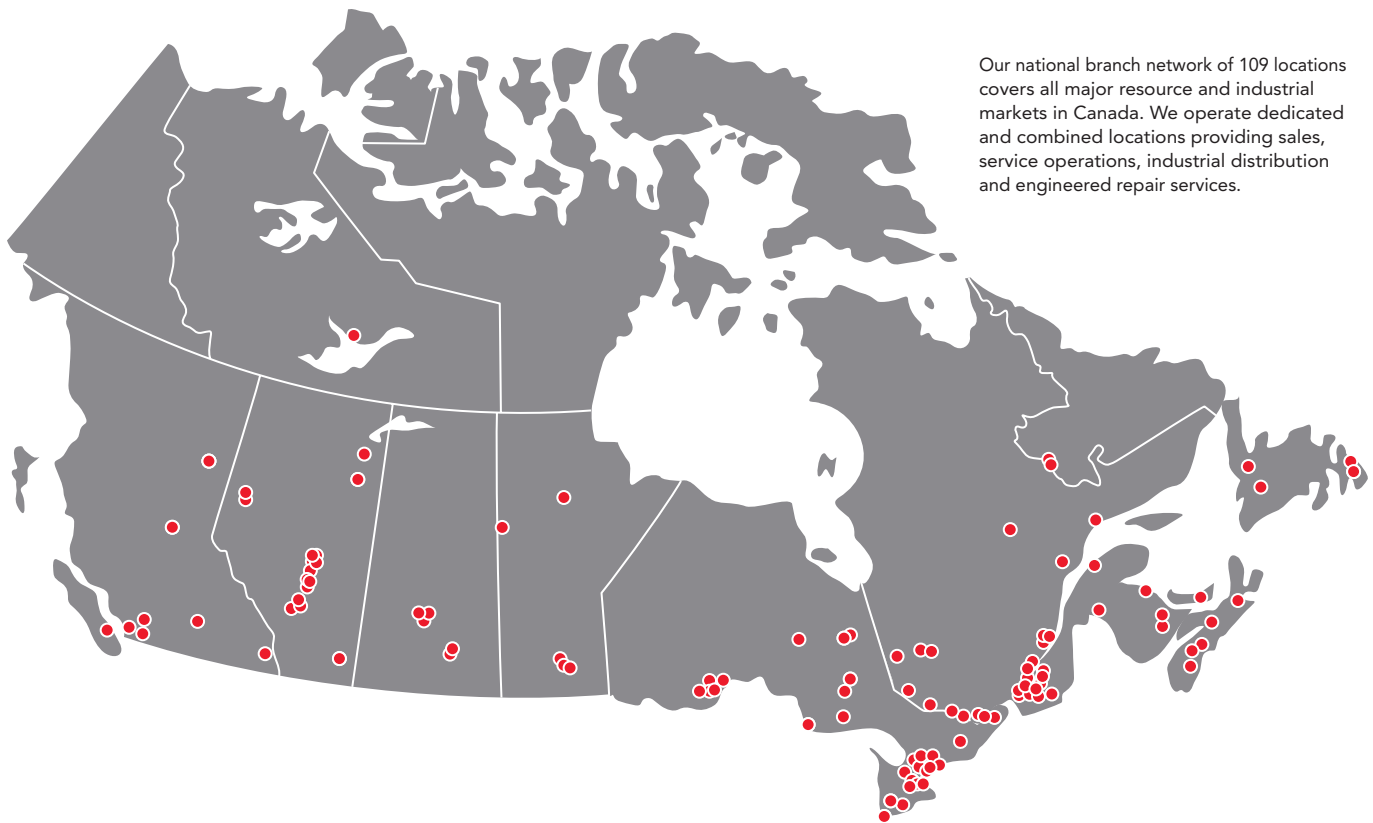 Our national branch network of 109 locations
covers all major resource and industrial
markets in Canada. We operate dedicated
and combined locations providing sales,
service operations, industrial distribution
and engineered repair services.